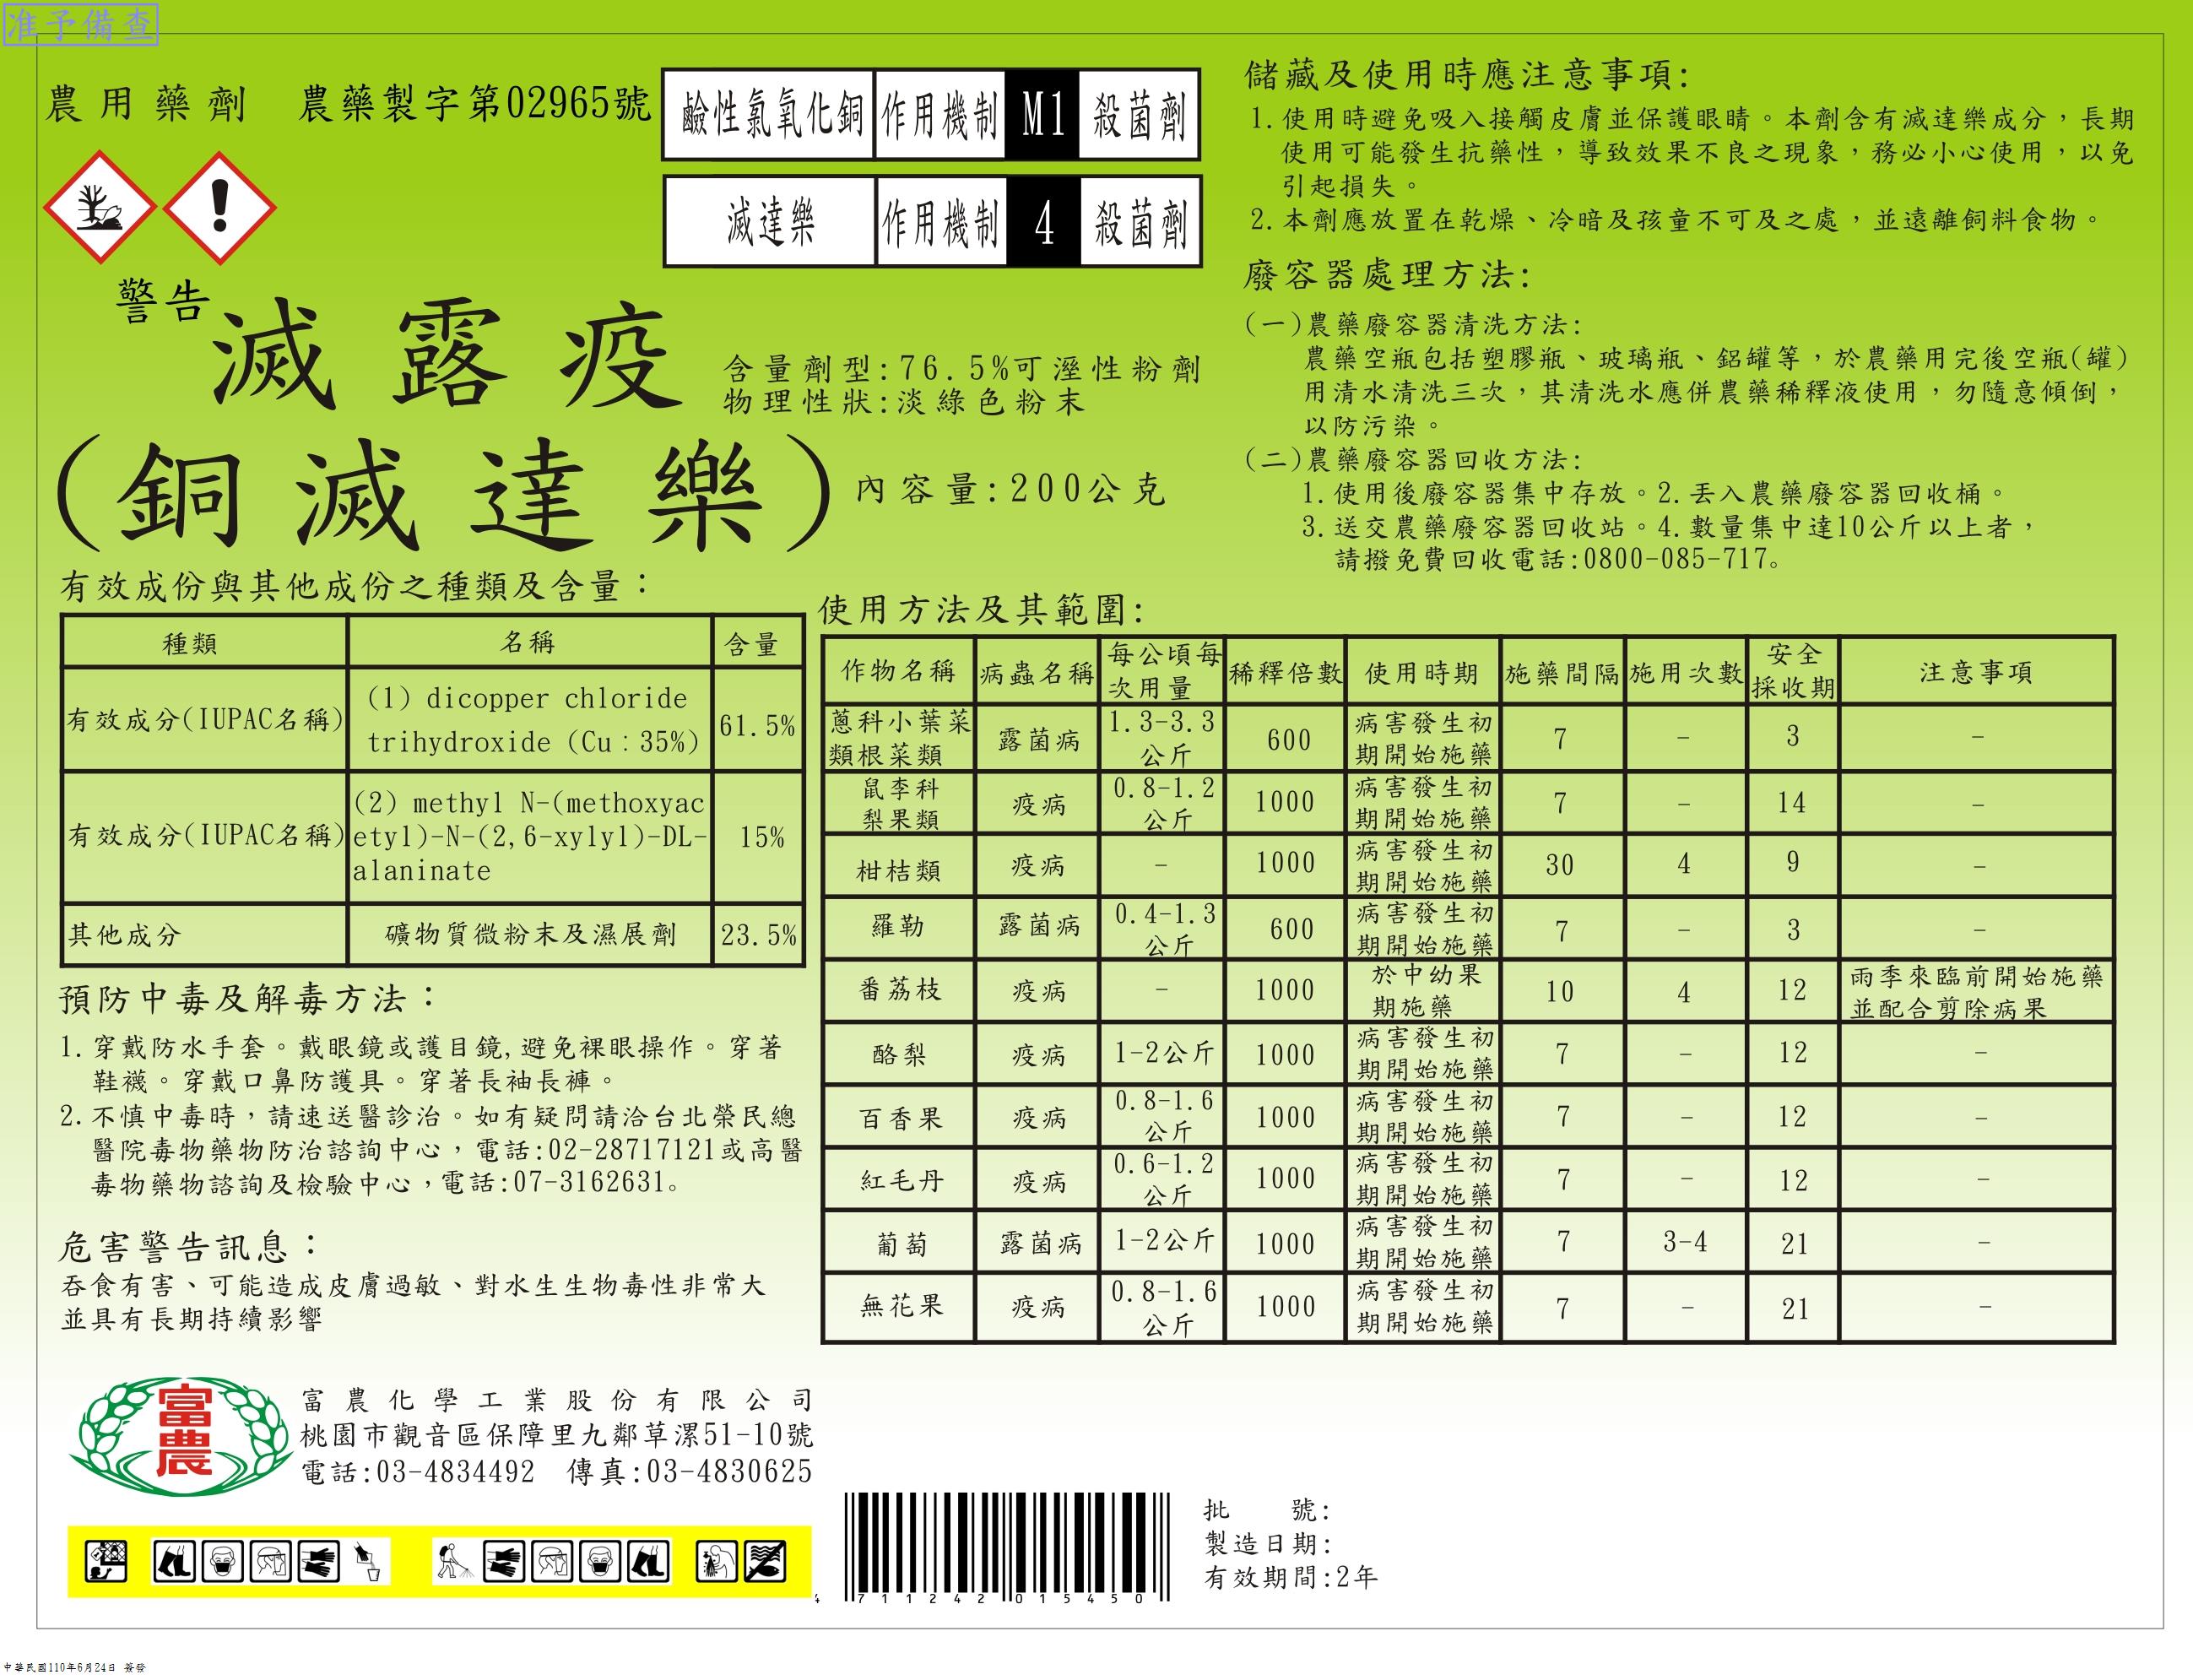 准予備查
農用藥劑 農藥製字第02965號
鹼性氯氧化銅 作用機制 M1 殺菌劑
滅達樂 作用機制 4 殺菌劑
警告
滅露疫
含量劑型:76.5%可溼性粉劑
物理性狀:淡綠色粉末
(銅滅達樂)
內容量:200公克
有效成份與其他成份之種類及含量：
種類 名稱 含量
有效成分(IUPAC名稱) (1) dicopper chloride
trihydroxide (Cu：35%) 61.5%
有效成分(IUPAC名稱) (2) methyl N-(methoxyac
etyl)-N-(2,6-xylyl)-DL-
alaninate 15%
其他成分 礦物質微粉末及濕展劑 23.5%
預防中毒及解毒方法：
1. 穿戴防水手套。戴眼鏡或護目鏡,避免裸眼操作。穿著
鞋襪。穿戴口鼻防護具。穿著長袖長褲。
2. 不慎中毒時，請速送醫診治。如有疑問請洽台北榮民總
醫院毒物藥物防治諮詢中心，電話:02-28717121或高醫
毒物藥物諮詢及檢驗中心，電話:07-3162631。
危害警告訊息：
吞食有害、可能造成皮膚過敏、對水生生物毒性非常大
並具有長期持續影響
富農
富農化學工業股份有限公司
桃園市觀音區保障里九鄰草漯51-10號
電話:03-4834492 傳真:03-4830625
儲藏及使用時應注意事項:
1.使用時避免吸入接觸皮膚並保護眼睛。本劑含有滅達樂成分，長期
使用可能發生抗藥性，導致效果不良之現象，務必小心使用，以免
引起損失。
2.本劑應放置在乾燥、冷暗及孩童不可及之處，並遠離飼料食物。
廢容器處理方法:
(一)農藥廢容器清洗方法:
農藥空瓶包括塑膠瓶、玻璃瓶、鋁罐等，於農藥用完後空瓶(罐)
用清水清洗三次，其清洗水應併農藥稀釋液使用，勿隨意傾倒，
以防污染。
(二)農藥廢容器回收方法:
1.使用後廢容器集中存放。2.丟入農藥廢容器回收桶。
3.送交農藥廢容器回收站。4.數量集中達10公斤以上者，
請撥免費回收電話:0800-085-717。
使用方法及其範圍:
作物名稱 病蟲名稱 每公頃每次用量 稀釋倍數 使用時期 施藥間隔 施用次數 安全採收期 注意事項
蔥科小葉菜類根菜類 露菌病 1.3-3.3公斤 600 病害發生初期開始施藥 7 - 3 -
鼠李科梨果類 疫病 0.8-1.2公斤 1000 病害發生初期開始施藥 7 - 14 -
柑桔類 疫病 - 1000 病害發生初期開始施藥 30 4 9 -
羅勒 露菌病 0.4-1.3公斤 600 病害發生初期開始施藥 7 - 3 -
番荔枝 疫病 - 1000 於中幼果期施藥 10 4 12 雨季來臨前開始施藥並配合剪除病果
酪梨 疫病 1-2公斤 1000 病害發生初期開始施藥 7 - 12 -
百香果 疫病 0.8-1.6公斤 1000 病害發生初期開始施藥 7 - 12 -
紅毛丹 疫病 0.6-1.2公斤 1000 病害發生初期開始施藥 7 - 12 -
葡萄 露菌病 1-2公斤 1000 病害發生初期開始施藥 7 3-4 21 -
無花果 疫病 0.8-1.6公斤 1000 病害發生初期開始施藥 7 - 21 -
4 711242 015450
批 號:
製造日期:
有效期間:2年
中華民國110年6月24日 簽發